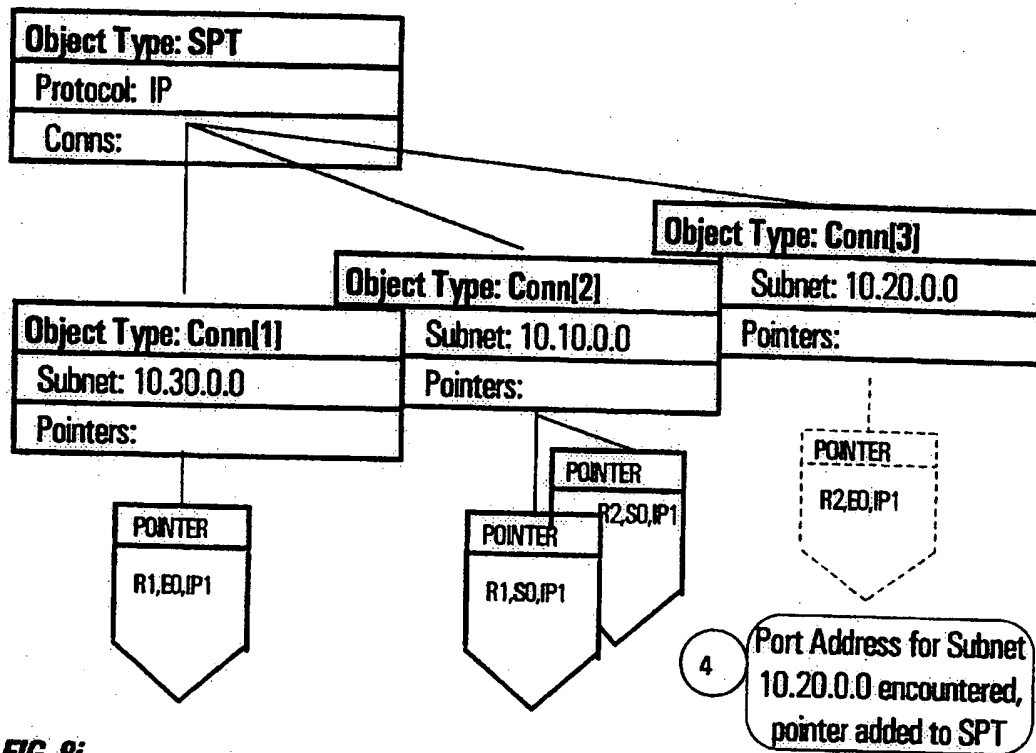 Object Type: SPT
Protocol: IP
Conns:
Object Type: Conn[3]
Subnet: 10.20.0.0
Pointers:
Object Type: Conn[2]
Subnet: 10.10.0.0
Pointers:
Object Type: Conn[1]
Subnet: 10.30.0.0
Pointers:
POINTER
R1,E0,IP1
POINTER
R1,S0,IP1
POINTER
R2,S0,IP1
POINTER
R2,E0,IP1
4
Port Address for Subnet
10.20.0.0 encountered,
pointer added to SPT